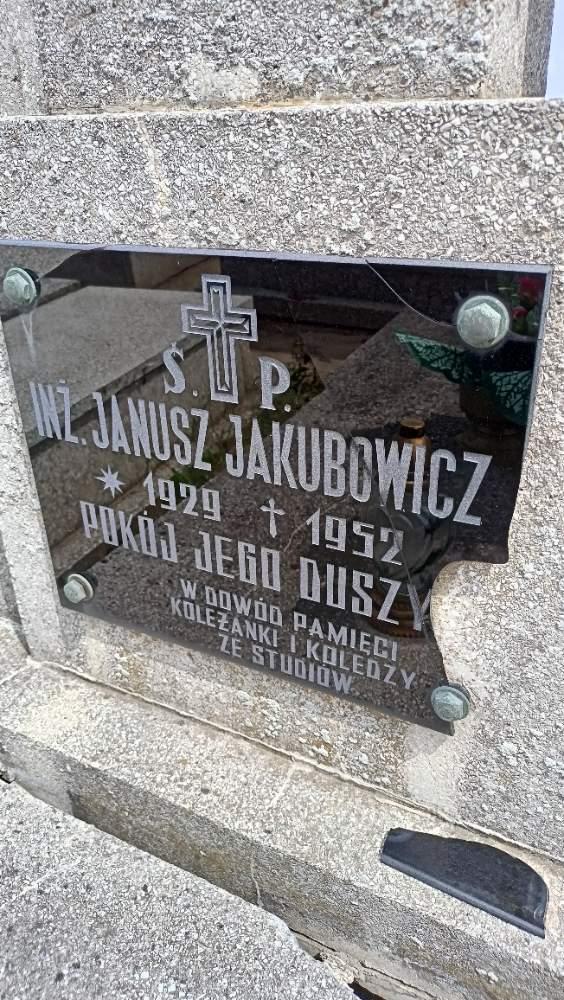 Ś. P.
INŻ. JANUSZ JAKUBOWICZ
* 1929 † 1952
POKÓJ JEGO DUSZY
W DOWÓD PAMIĘCI
KOLEŻANKI I KOLEDZY
ZE STUDIÓW